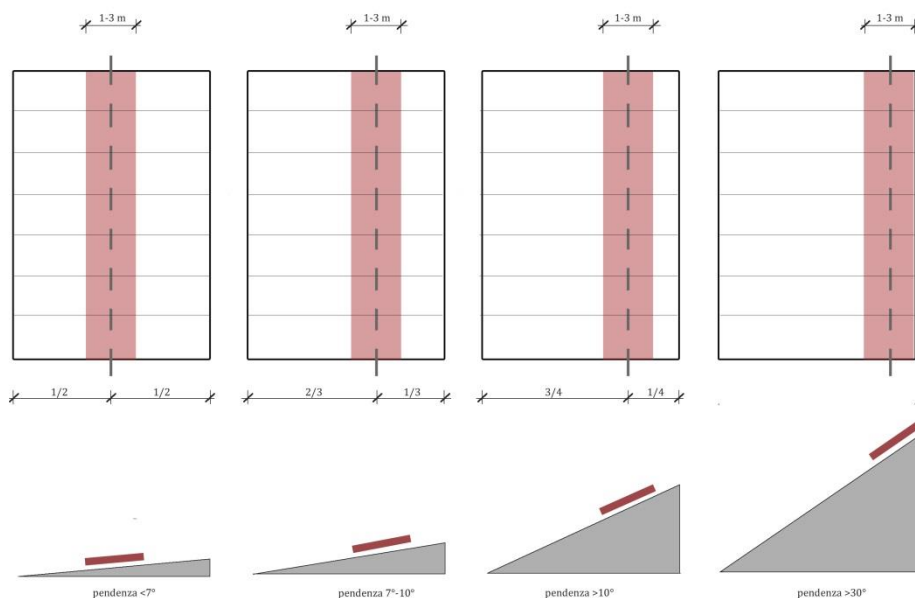 1-3 m
1-3 m
1-3 m
1-3 m
1/2
1/2
2/3
1/3
3/4
1/4
pendenza <7°
pendenza 7°-10°
pendenza >10°
pendenza >30°